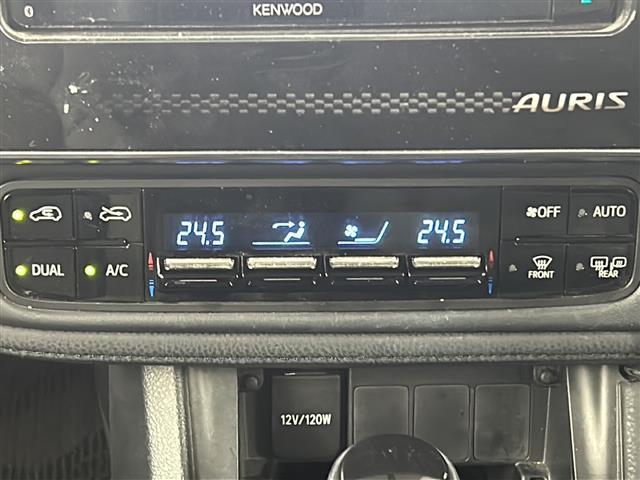 KENWOOD
AURIS
24.5 24.5
OFF AUTO
DUAL A/C
FRONT REAR
12V/120W